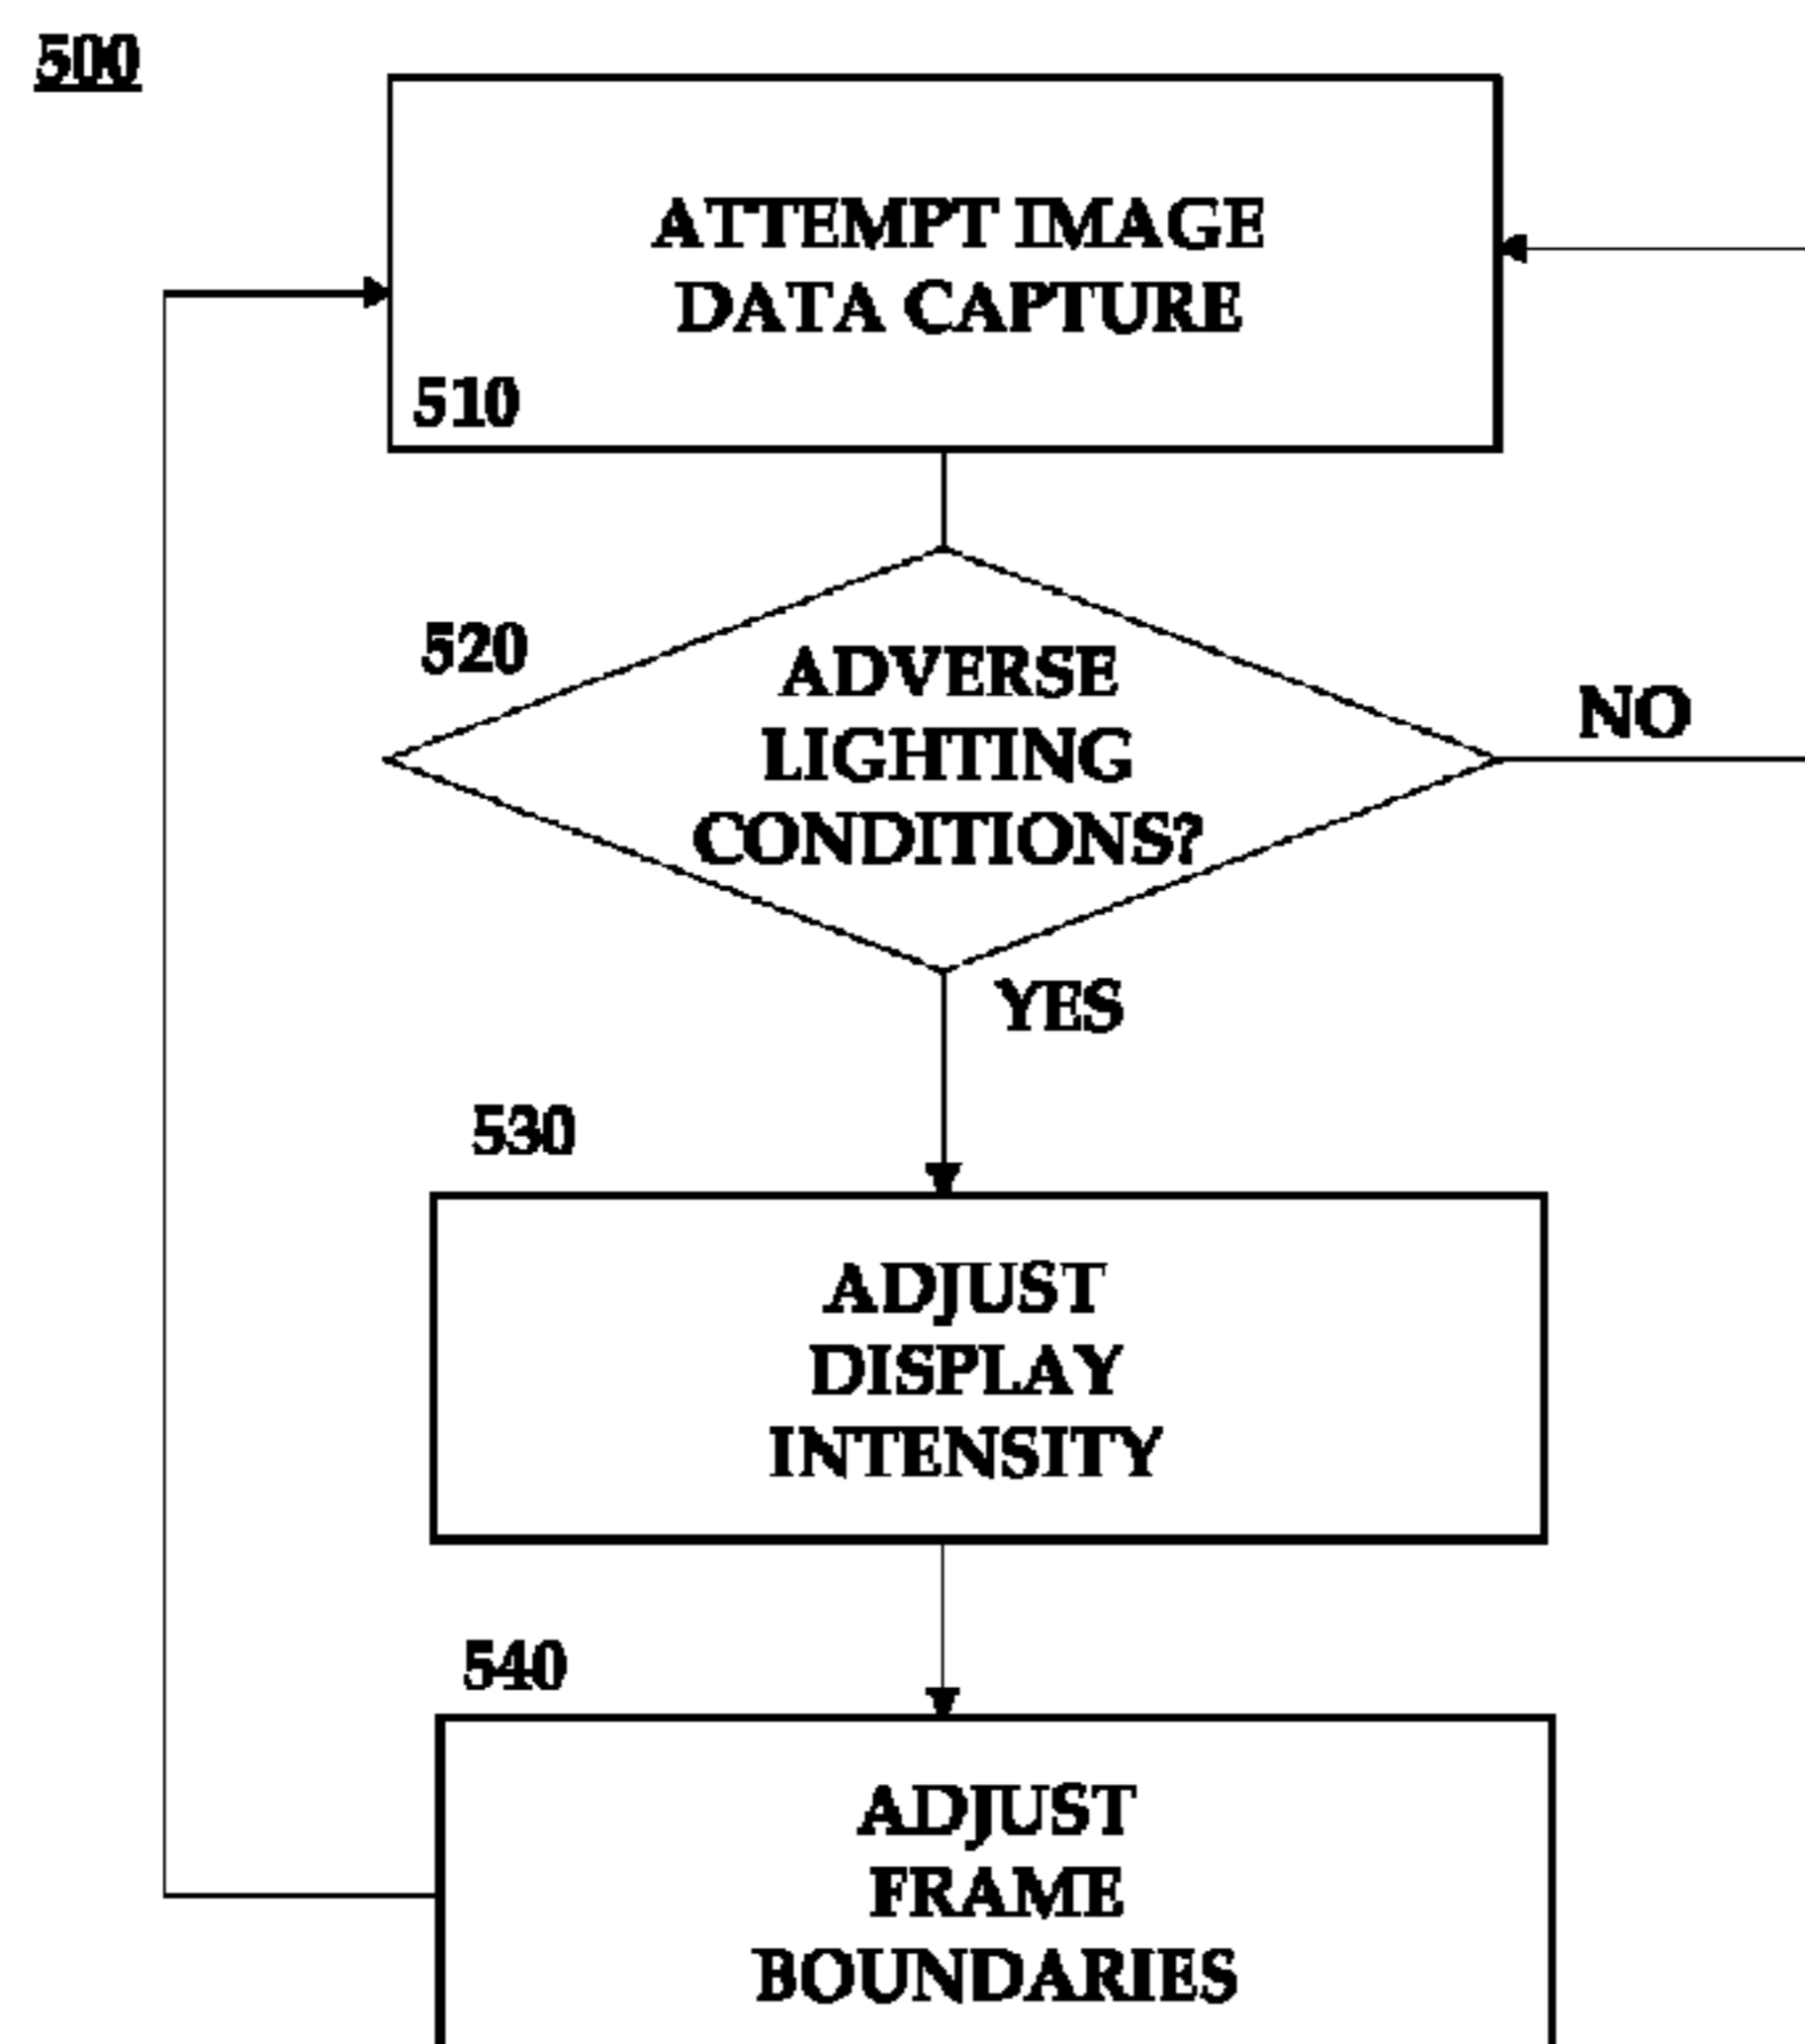 500
ATTEMPT IMAGE
DATA CAPTURE
510
520
ADVERSE
LIGHTING
CONDITIONS?
NO
YES
530
ADJUST
DISPLAY
INTENSITY
540
ADJUST
FRAME
BOUNDARIES